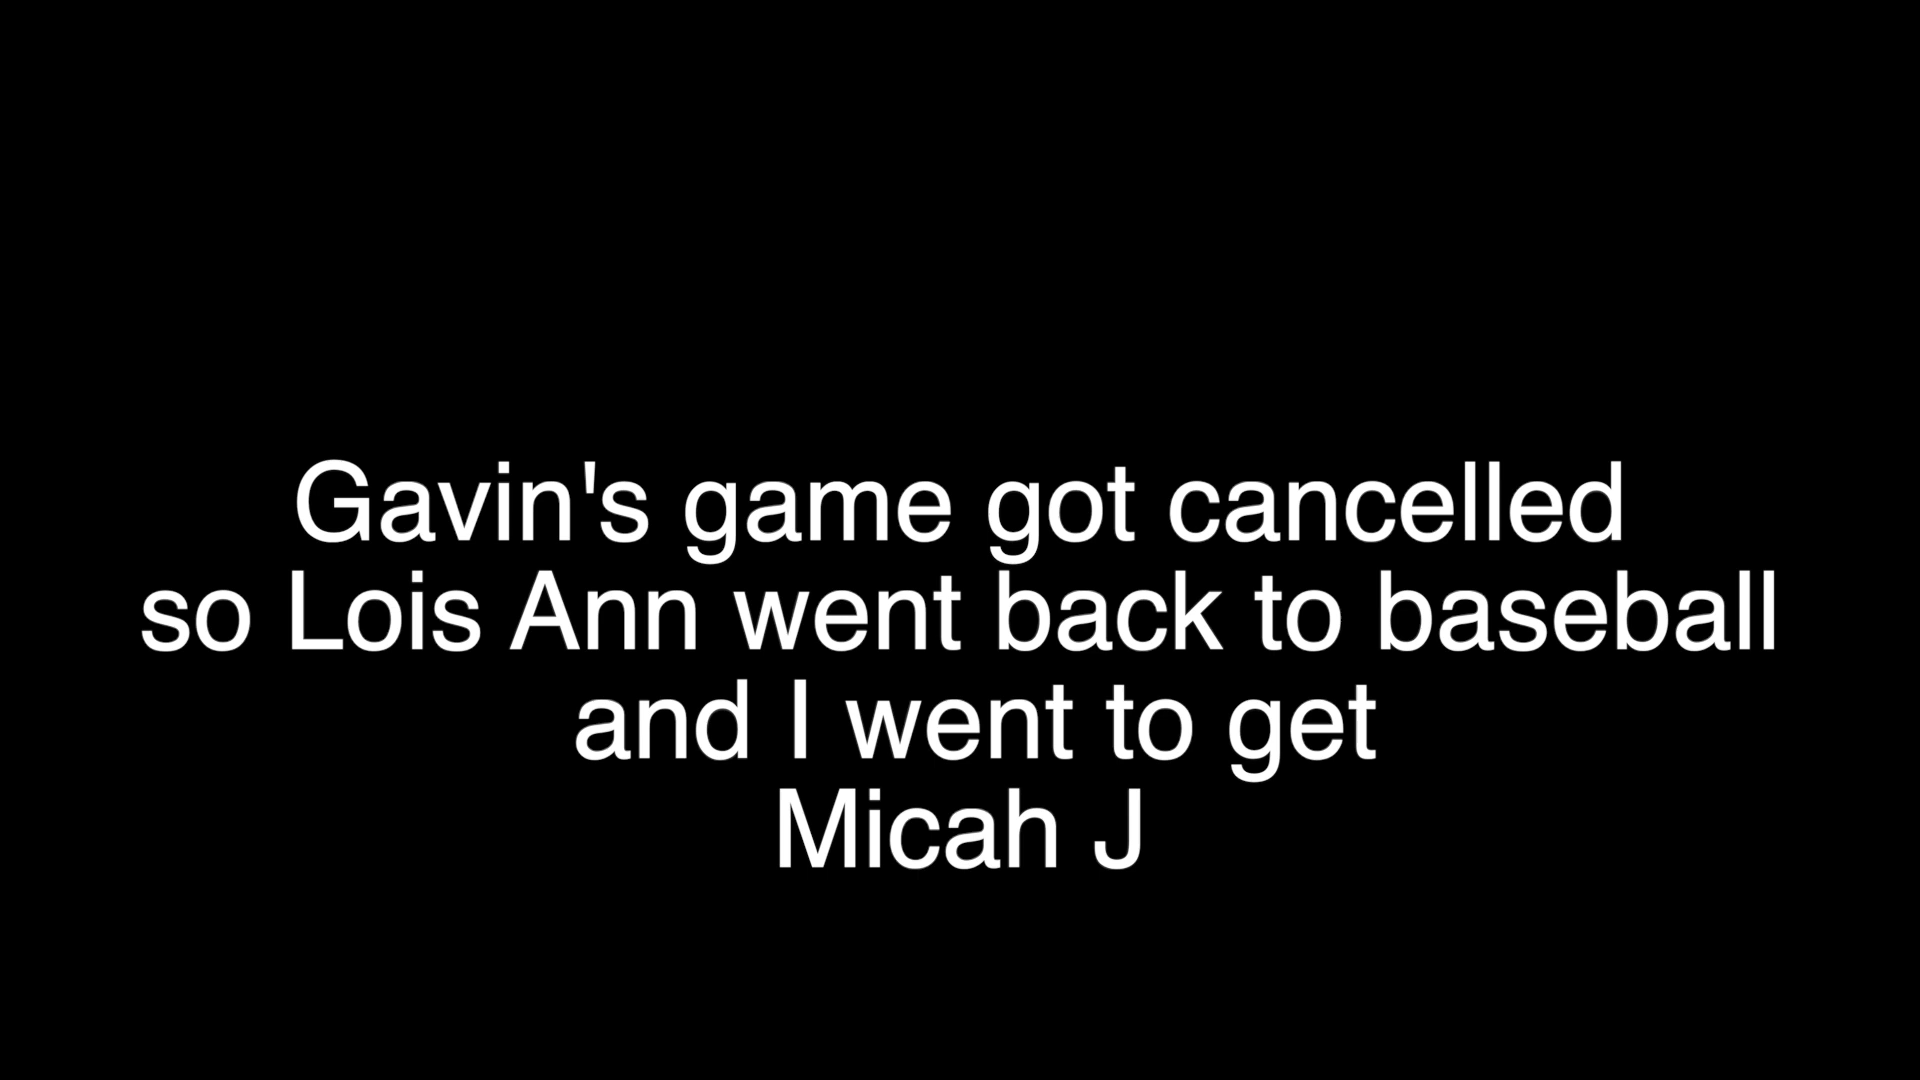 Gavin's game got cancelled
so Lois Ann went back to baseball
and I went to get
Micah J